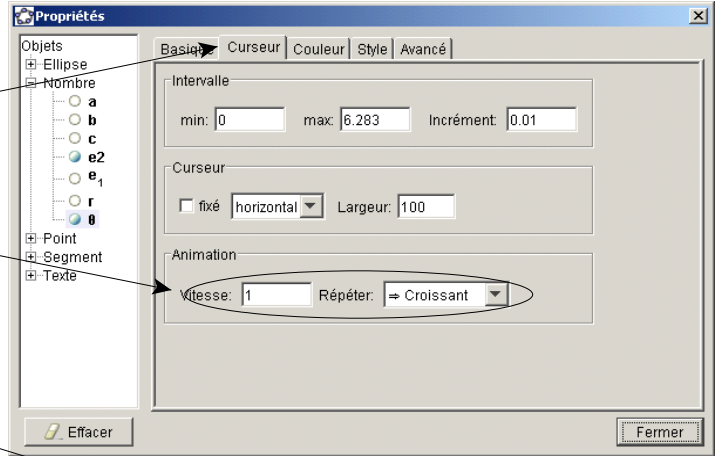 Propriétés
Objets
Ellipse
Nombre
a
b
c
e2
e1
r
θ
Point
Segment
Texte
Basique Curseur Couleur Style Avancé
Intervalle
min: 0 max: 6.283 Incrément: 0.01
Curseur
fixé horizontal Largeur: 100
Animation
Vitesse: 1 Répéter: ⇒ Croissant
Effacer Fermer